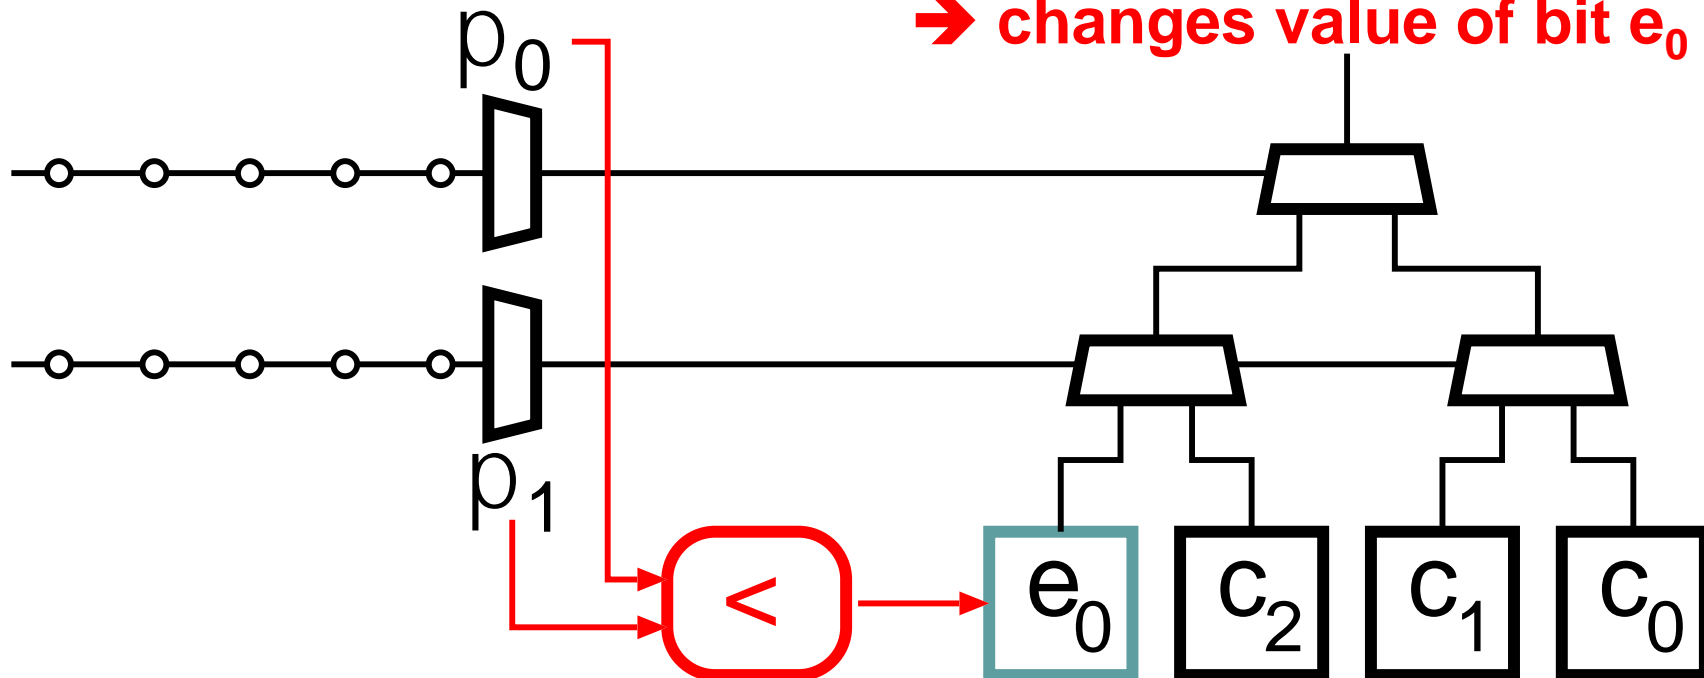 ➔ changes value of bit e₀
p₀
p₁
<
e₀ c₂ c₁ c₀